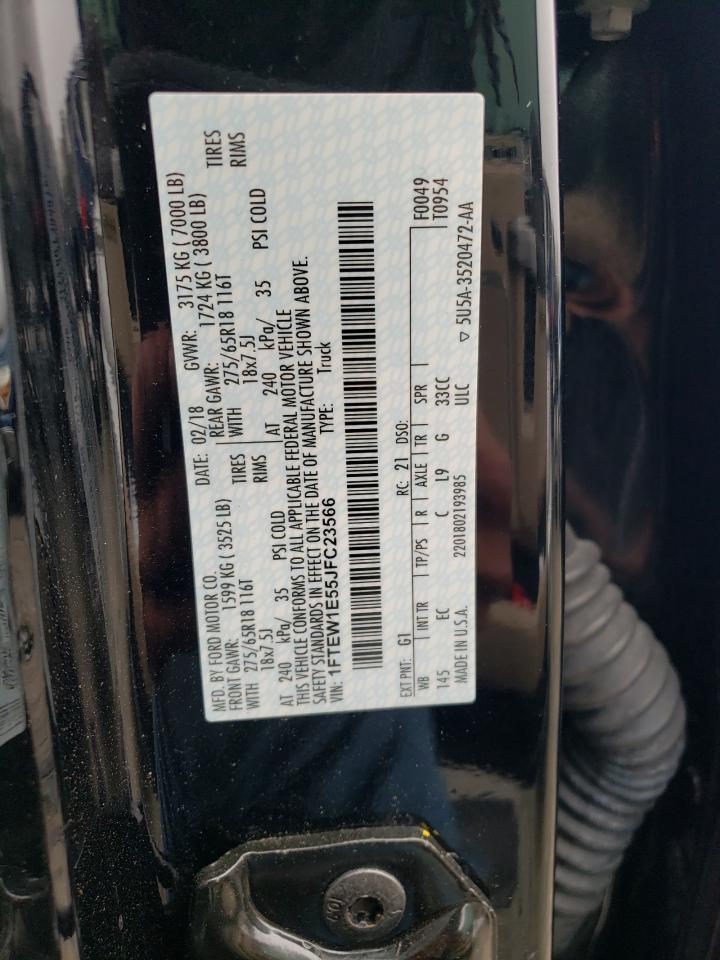 MFD. BY FORD MOTOR CO.
DATE: 02/18
GVWR: 3175 KG ( 7000 LB)
FRONT GAWR: 1599 KG ( 3525 LB)
REAR GAWR: 1724 KG ( 3800 LB)
WITH 275/65R18 116T TIRES
WITH 275/65R18 116T TIRES
18x7.5J RIMS
18x7.5J RIMS
AT 240 kPa/ 35 PSI COLD
AT 240 kPa/ 35 PSI COLD
THIS VEHICLE CONFORMS TO ALL APPLICABLE FEDERAL MOTOR VEHICLE
SAFETY STANDARDS IN EFFECT ON THE DATE OF MANUFACTURE SHOWN ABOVE.
VIN: 1FTEW1E55JFC23566
TYPE: Truck
EXT PNT: G1 RC: 21 DSO: F0049
WB INT TR TP/PS R AXLE TR SPR T0954
145 EC C L9 G 33CC
MADE IN U.S.A. 2201802193985 ULC
▽ 5U5A-3520472-AA